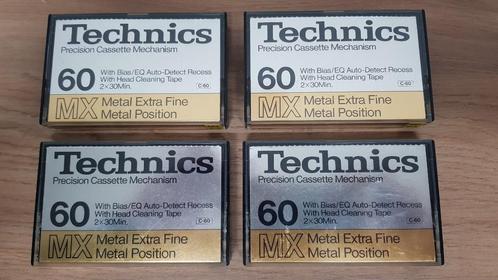 Technics
Precision Cassette Mechanism
60
With Bias/EQ Auto-Detect Recess
With Head Cleaning Tape
2×30Min.
C-60
MX Metal Extra Fine
Metal Position
Technics
Precision Cassette Mechanism
60
With Bias/EQ Auto-Detect Recess
With Head Cleaning Tape
2×30Min.
C-60
MX Metal Extra Fine
Metal Position
Technics
Precision Cassette Mechanism
60
With Bias/EQ Auto-Detect Recess
With Head Cleaning Tape
2×30Min.
C-60
MX Metal Extra Fine
Metal Position
Technics
Precision Cassette Mechanism
60
With Bias/EQ Auto-Detect Recess
With Head Cleaning Tape
2×30Min.
C-60
MX Metal Extra Fine
Metal Position